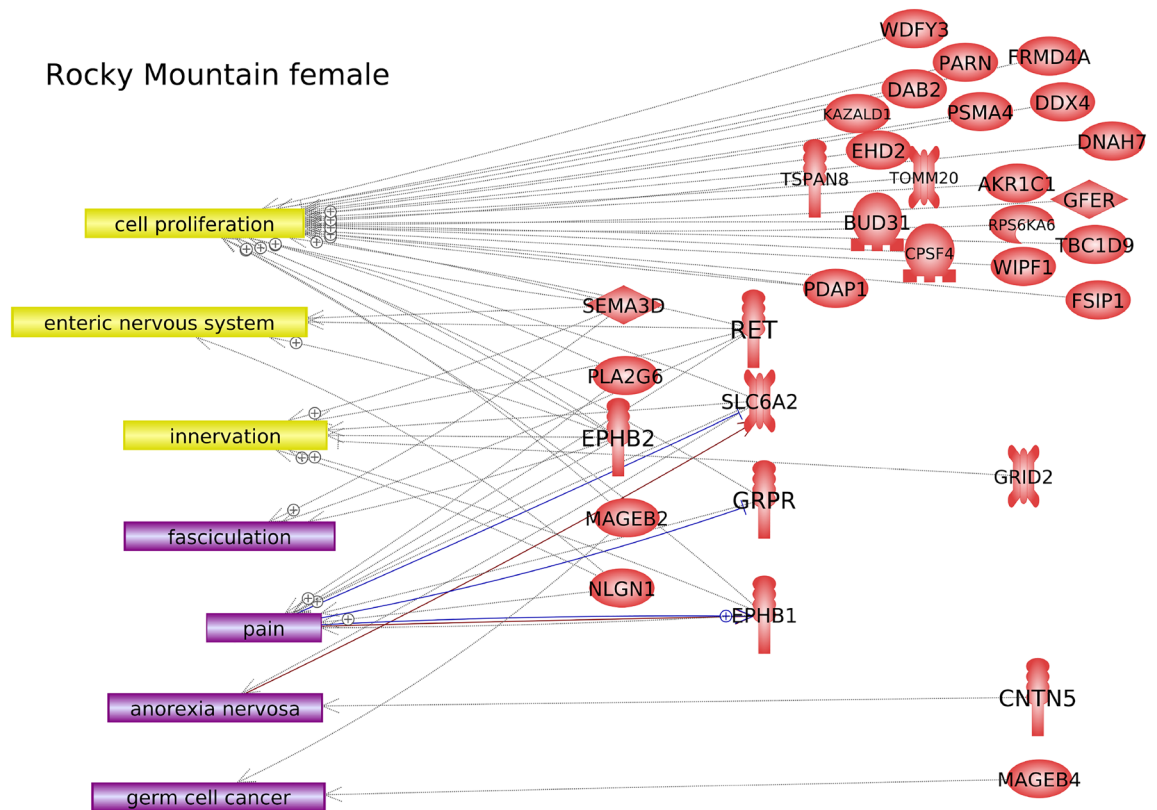 WDFY3
Rocky Mountain female
PARN
FRMD4A
DAB2
KAZALD1
PSMA4
DDX4
DNAH7
EHD2
TSPAN8
TOMM20
AKR1C1
GFER
cell proliferation
BUD31
RPS6KA6
TBC1D9
CPSF4
WIPF1
PDAP1
FSIP1
SEMA3D
enteric nervous system
RET
PLA2G6
SLC6A2
innervation
EPHB2
GRID2
GRPR
MAGEB2
fasciculation
NLGN1
EPHB1
pain
CNTN5
anorexia nervosa
MAGEB4
germ cell cancer